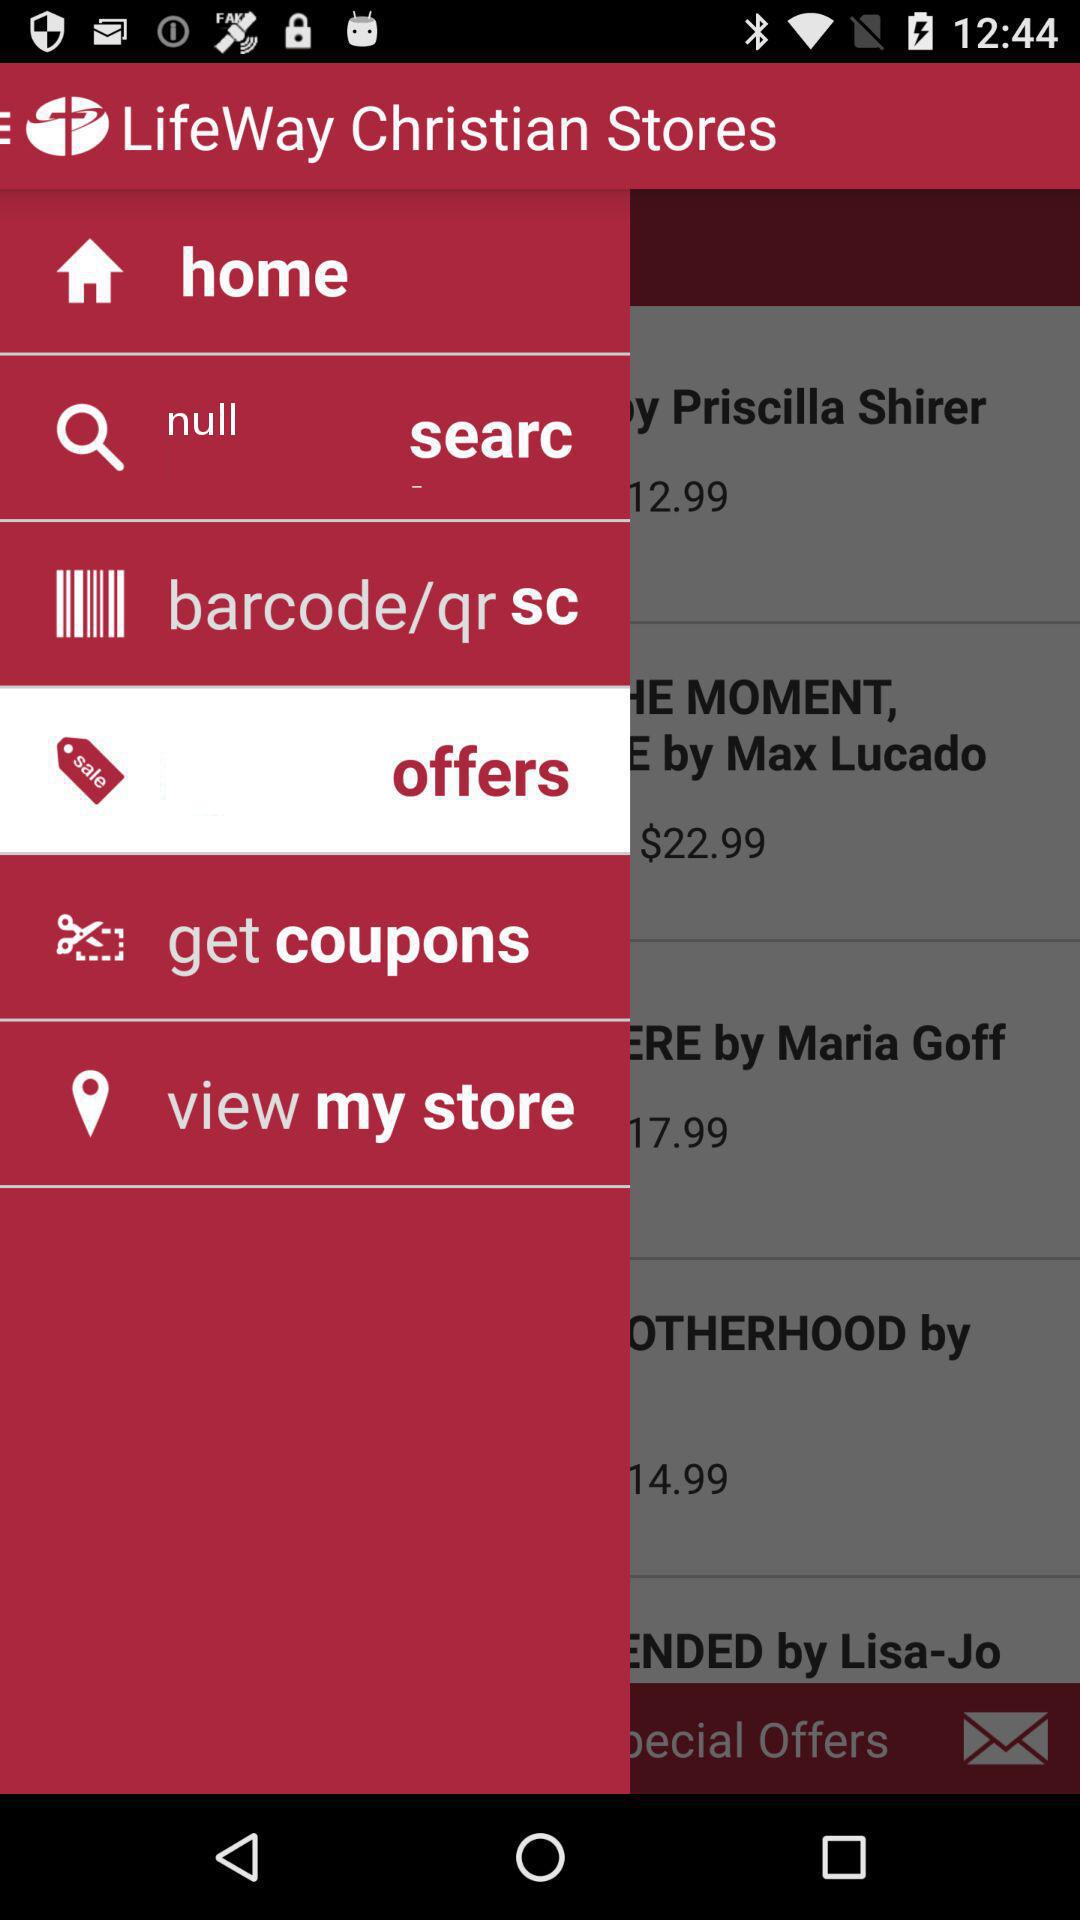 FAKE
12:44
LifeWay Christian Stores
home
null searc
barcode/qr sc
sale offers
get coupons
view my store
by Priscilla Shirer
12.99
HE MOMENT,
E by Max Lucado
$22.99
ERE by Maria Goff
17.99
OTHERHOOD by
14.99
ENDED by Lisa-Jo
pecial Offers